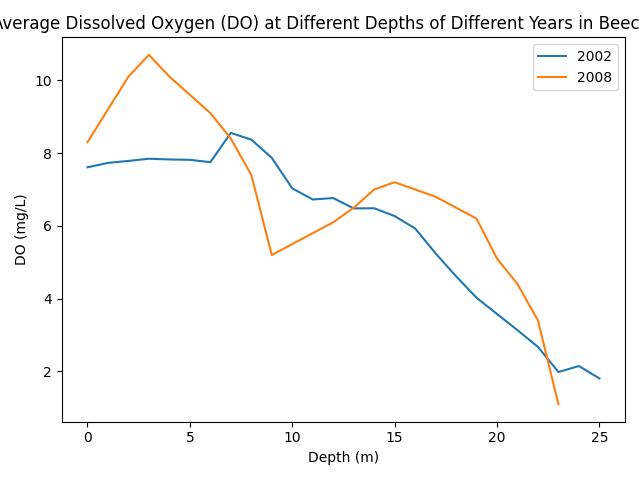 Average Dissolved Oxygen (DO) at Different Depths of Different Years in Beec
2002
2008
10
8
6
4
2
DO (mg/L)
0 5 10 15 20 25
Depth (m)